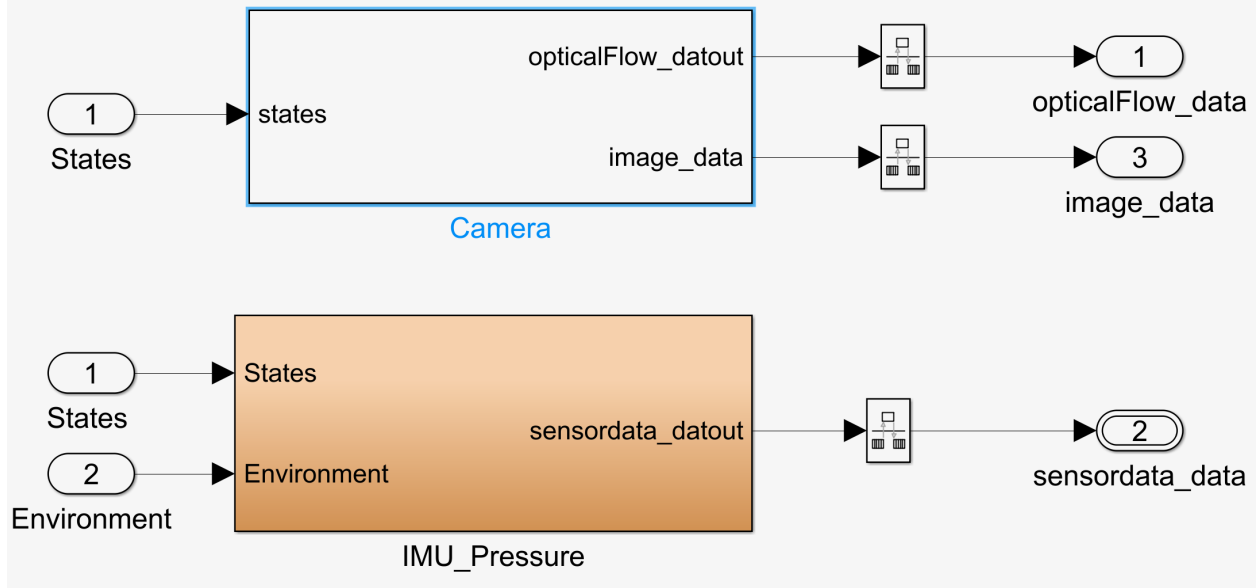 opticalFlow_datout
1
opticalFlow_data
1
States
states
image_data
3
image_data
Camera
1
States
States
sensordata_datout
2
sensordata_data
2
Environment
Environment
IMU_Pressure